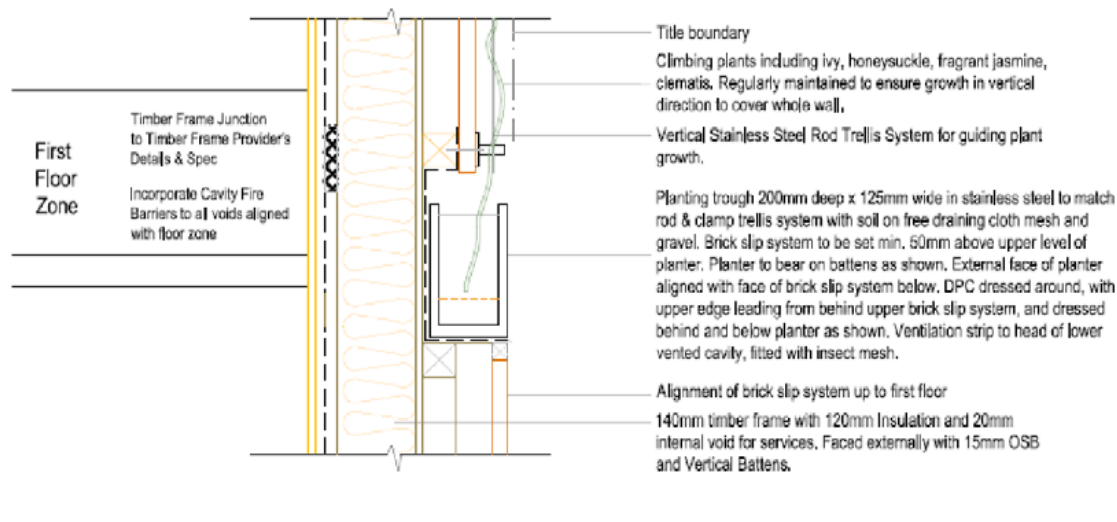 First
Floor
Zone
Timber Frame Junction
to Timber Frame Provider's
Details & Spec
Incorporate Cavity Fire
Barriers to all voids aligned
with floor zone
Title boundary
Climbing plants including ivy, honeysuckle, fragrant jasmine,
clematis. Regularly maintained to ensure growth in vertical
direction to cover whole wall.
Vertical Stainless Steel Rod Trellis System for guiding plant
growth.
Planting trough 200mm deep x 125mm wide in stainless steel to match
rod & clamp trellis system with soil on free draining cloth mesh and
gravel. Brick slip system to be set min. 50mm above upper level of
planter. Planter to bear on battens as shown. External face of planter
aligned with face of brick slip system below. DPC dressed around, with
upper edge leading from behind upper brick slip system, and dressed
behind and below planter as shown. Ventilation strip to head of lower
vented cavity, fitted with insect mesh.
Alignment of brick slip system up to first floor
140mm timber frame with 120mm Insulation and 20mm
internal void for services. Faced externally with 15mm OSB
and Vertical Battens.